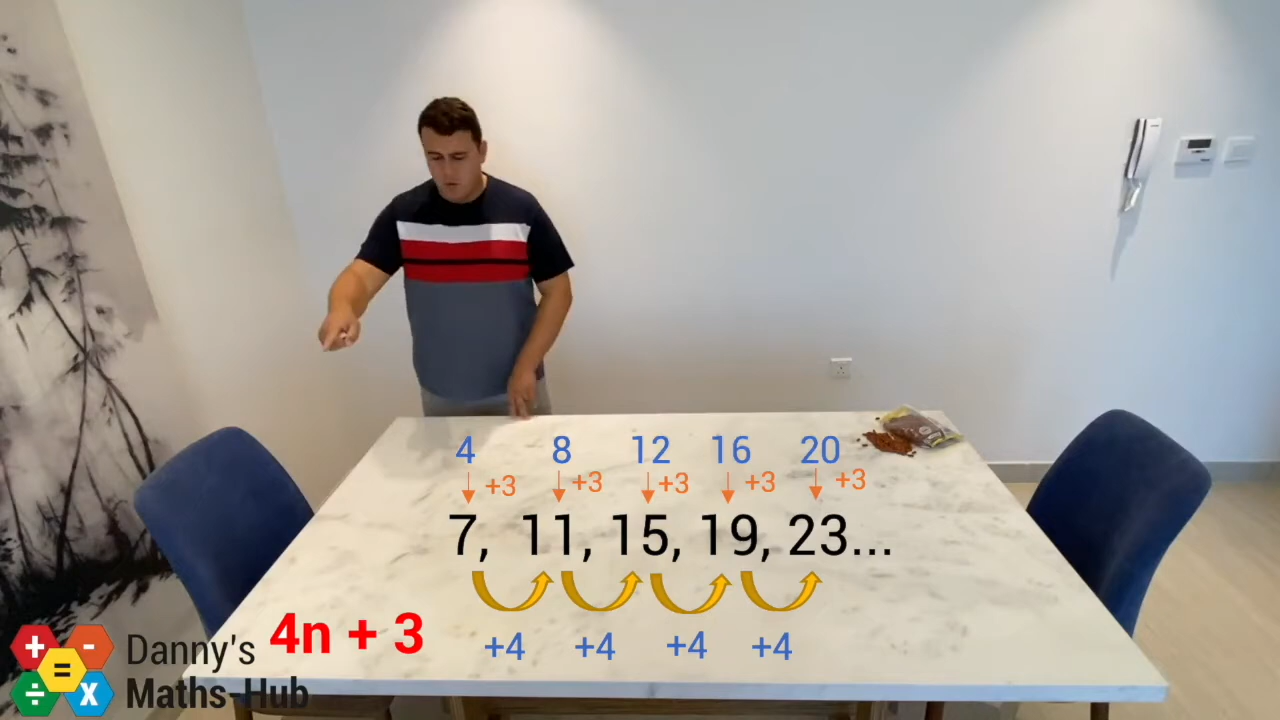 4 8 12 16 20
+3 +3 +3 +3 +3
7, 11, 15, 19, 23...
4n + 3
+4 +4 +4 +4
+ -
=
÷ x
Danny's
Maths-Hub